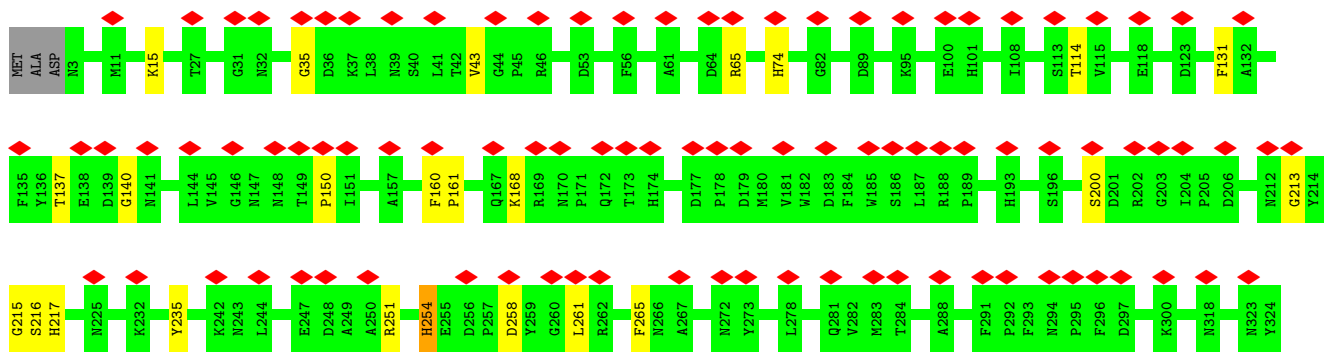 MET ALA ASP N3 M11 K15 T27 G31 N32 G35 D36 K37 L38 N39 S40 L41 T42 V43 G44 P45 R46 D53 F56 A61 D64 R65 H74 G82 D89 K95 E100 H101 I108 S113 T114 V115 E118 D123 F131 A132
F135 Y136 T137 E138 D139 G140 N141 L144 V145 G146 N147 N148 T149 P150 I151 A157 F160 P161 Q167 K168 R169 N170 P171 Q172 T173 H174 D177 P178 D179 M180 V181 W182 D183 F184 W185 S186 L187 R188 P189 H193 S196 S200 D201 R202 G203 I204 P205 D206 N212 G213 Y214
G215 S216 H217 N225 K232 Y235 K242 N243 L244 E247 D248 A249 A250 R251 H254 E255 D256 P257 D258 Y259 G260 L261 R262 F265 N266 A267 N272 Y273 L278 Q281 V282 M283 T284 A288 F291 P292 F293 N294 P295 F296 D297 K300 N318 N323 Y324